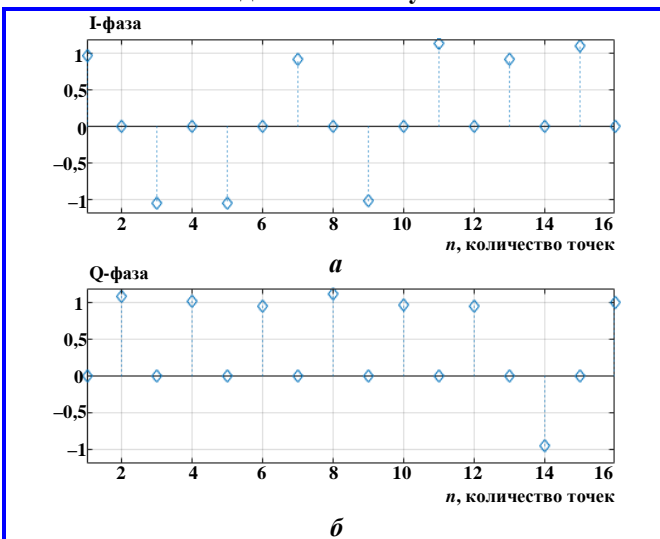 I-фаза
1
0,5
0
–0,5
–1
2 4 6 8 10 12 14 16
n, количество точек
а
Q-фаза
1
0,5
0
–0,5
–1
2 4 6 8 10 12 14 16
n, количество точек
б